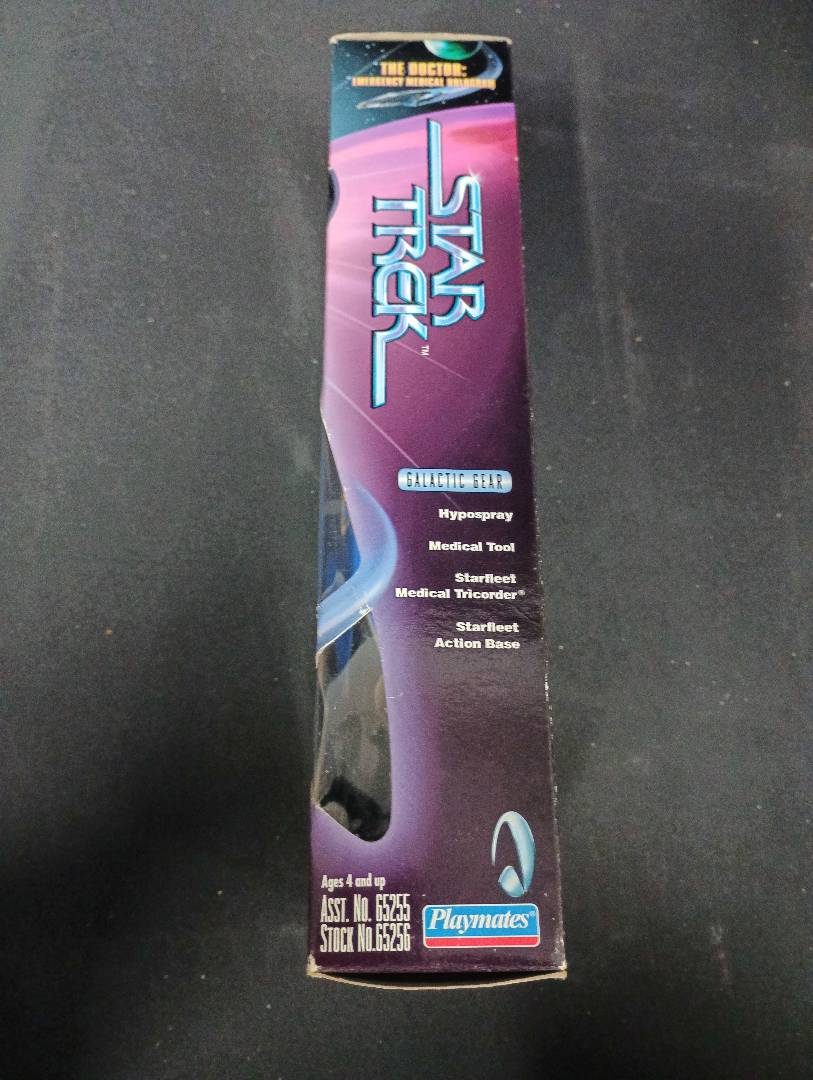 THE DOCTOR:
EMERGENCY MEDICAL HOLOGRAM
STAR
TREK™
GALACTIC GEAR
Hypospray
Medical Tool
Starfleet
Medical Tricorder®
Starfleet
Action Base
Ages 4 and up
ASST. NO. 65255
STOCK NO.65256
Playmates®